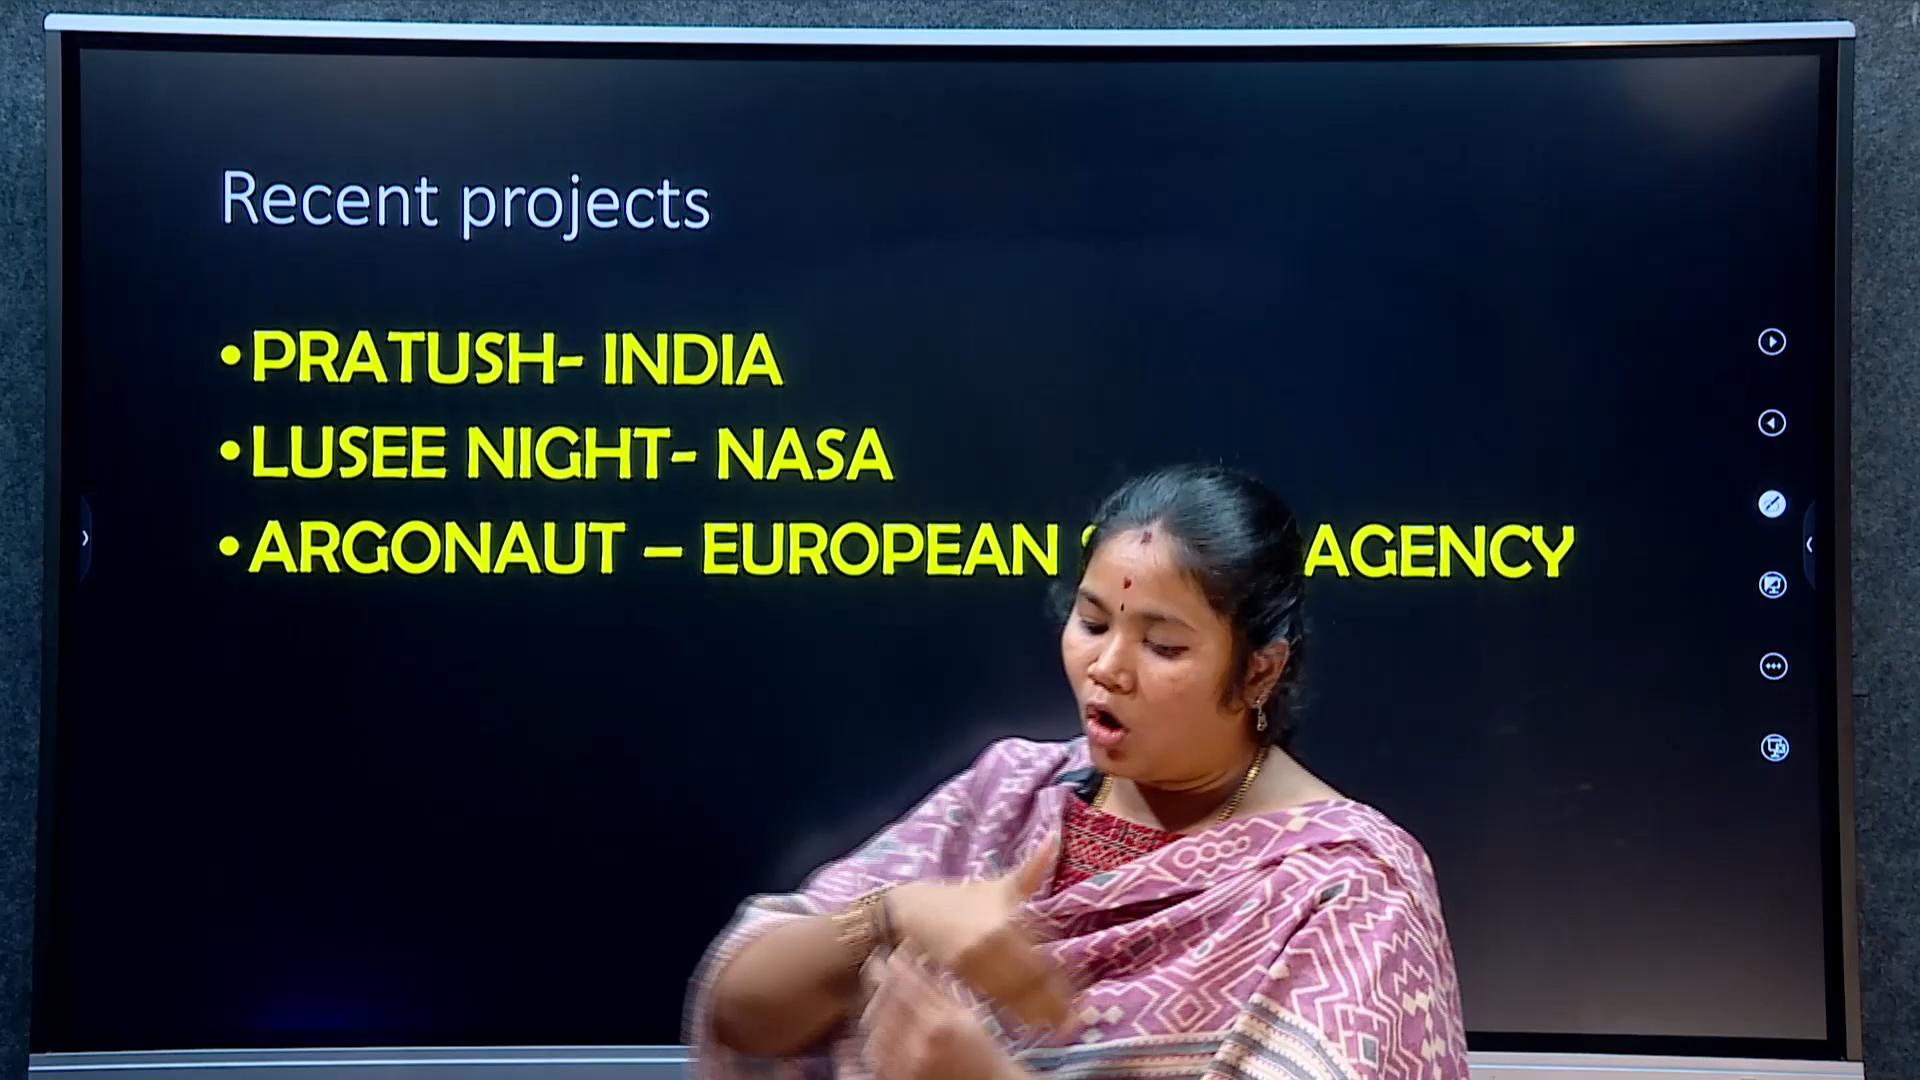 Recent projects
•PRATUSH- INDIA
•LUSEE NIGHT- NASA
•ARGONAUT – EUROPEAN AGENCY